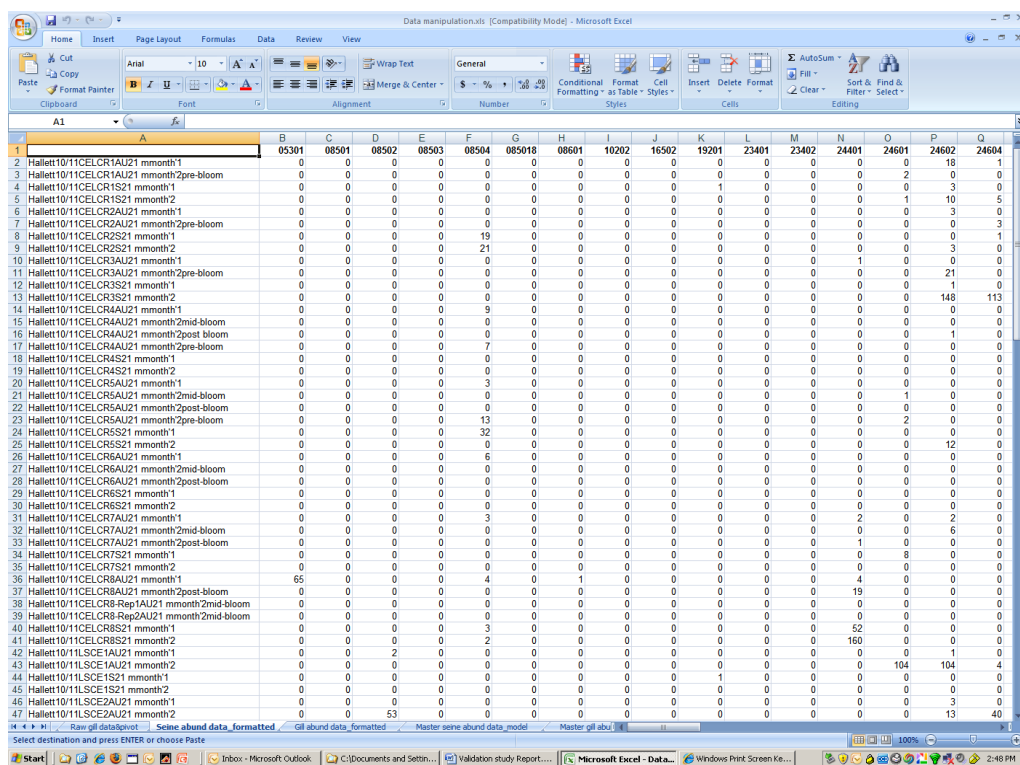 Data manipulation.xls [Compatibility Mode] - Microsoft Excel
Home Insert Page Layout Formulas Data Review View
Paste Cut Copy Format Painter Clipboard
Arial 10 A A B I U A Font
Wrap Text Merge & Center Alignment
General $ % , Number
Conditional Formatting Format as Table Cell Styles Styles
Insert Delete Format Cells
Σ AutoSum Fill Clear Sort & Filter Find & Select Editing
A1 fx
A B C D E F G H I J K L M N O P Q
1 05301 08501 08502 08503 08504 085018 08601 10202 16502 19201 23401 23402 24401 24601 24602 24604
2 Hallett10/11CELCR1AU21 mmonth'1 0 0 0 0 0 0 0 0 0 0 0 0 0 0 18 1
3 Hallett10/11CELCR1AU21 mmonth'2pre-bloom 0 0 0 0 0 0 0 0 0 0 0 0 0 2 0 0
4 Hallett10/11CELCR1S21 mmonth'1 0 0 0 0 0 0 0 0 0 1 0 0 0 0 3 0
5 Hallett10/11CELCR1S21 mmonth'2 0 0 0 0 0 0 0 0 0 0 0 0 0 1 10 5
6 Hallett10/11CELCR2AU21 mmonth'1 0 0 0 0 0 0 0 0 0 0 0 0 0 0 3 0
7 Hallett10/11CELCR2AU21 mmonth'2pre-bloom 0 0 0 0 0 0 0 0 0 0 0 0 0 0 0 3
8 Hallett10/11CELCR2S21 mmonth'1 0 0 0 0 19 0 0 0 0 0 0 0 0 0 0 1
9 Hallett10/11CELCR2S21 mmonth'2 0 0 0 0 21 0 0 0 0 0 0 0 0 0 3 0
10 Hallett10/11CELCR3AU21 mmonth'1 0 0 0 0 0 0 0 0 0 0 0 0 1 0 0 0
11 Hallett10/11CELCR3AU21 mmonth'2pre-bloom 0 0 0 0 0 0 0 0 0 0 0 0 0 0 21 0
12 Hallett10/11CELCR3S21 mmonth'1 0 0 0 0 0 0 0 0 0 0 0 0 0 0 1 0
13 Hallett10/11CELCR3S21 mmonth'2 0 0 0 0 0 0 0 0 0 0 0 0 0 0 148 113
14 Hallett10/11CELCR4AU21 mmonth'1 0 0 0 0 9 0 0 0 0 0 0 0 0 0 0 0
15 Hallett10/11CELCR4AU21 mmonth'2mid-bloom 0 0 0 0 0 0 0 0 0 0 0 0 0 0 0 0
16 Hallett10/11CELCR4AU21 mmonth'2post bloom 0 0 0 0 0 0 0 0 0 0 0 0 0 0 1 0
17 Hallett10/11CELCR4AU21 mmonth'2pre-bloom 0 0 0 0 7 0 0 0 0 0 0 0 0 0 0 0
18 Hallett10/11CELCR4S21 mmonth'1 0 0 0 0 0 0 0 0 0 0 0 0 0 0 0 0
19 Hallett10/11CELCR4S21 mmonth'2 0 0 0 0 0 0 0 0 0 0 0 0 0 0 0 0
20 Hallett10/11CELCR5AU21 mmonth'1 0 0 0 0 3 0 0 0 0 0 0 0 0 0 0 0
21 Hallett10/11CELCR5AU21 mmonth'2mid-bloom 0 0 0 0 0 0 0 0 0 0 0 0 0 1 0 0
22 Hallett10/11CELCR5AU21 mmonth'2post-bloom 0 0 0 0 0 0 0 0 0 0 0 0 0 0 0 0
23 Hallett10/11CELCR5AU21 mmonth'2pre-bloom 0 0 0 0 13 0 0 0 0 0 0 0 0 2 0 0
24 Hallett10/11CELCR5S21 mmonth'1 0 0 0 0 32 0 0 0 0 0 0 0 0 0 0 0
25 Hallett10/11CELCR5S21 mmonth'2 0 0 0 0 0 0 0 0 0 0 0 0 0 0 12 0
26 Hallett10/11CELCR6AU21 mmonth'1 0 0 0 0 6 0 0 0 0 0 0 0 0 0 0 0
27 Hallett10/11CELCR6AU21 mmonth'2mid-bloom 0 0 0 0 0 0 0 0 0 0 0 0 0 0 0 0
28 Hallett10/11CELCR6AU21 mmonth'2post-bloom 0 0 0 0 0 0 0 0 0 0 0 0 0 0 0 0
29 Hallett10/11CELCR6S21 mmonth'1 0 0 0 0 0 0 0 0 0 0 0 0 0 0 0 0
30 Hallett10/11CELCR6S21 mmonth'2 0 0 0 0 0 0 0 0 0 0 0 0 0 0 0 0
31 Hallett10/11CELCR7AU21 mmonth'1 0 0 0 0 3 0 0 0 0 0 0 0 2 0 2 0
32 Hallett10/11CELCR7AU21 mmonth'2mid-bloom 0 0 0 0 0 0 0 0 0 0 0 0 0 0 6 0
33 Hallett10/11CELCR7AU21 mmonth'2post-bloom 0 0 0 0 0 0 0 0 0 0 0 0 1 0 0 0
34 Hallett10/11CELCR7S21 mmonth'1 0 0 0 0 0 0 0 0 0 0 0 0 0 8 0 0
35 Hallett10/11CELCR7S21 mmonth'2 0 0 0 0 0 0 0 0 0 0 0 0 0 0 0 0
36 Hallett10/11CELCR8AU21 mmonth'1 65 0 0 0 4 0 1 0 0 0 0 0 4 0 0 0
37 Hallett10/11CELCR8AU21 mmonth'2post-bloom 0 0 0 0 0 0 0 0 0 0 0 0 19 0 0 0
38 Hallett10/11CELCR8-Rep1AU21 mmonth'2mid-bloom 0 0 0 0 0 0 0 0 0 0 0 0 0 0 0 0
39 Hallett10/11CELCR8-Rep2AU21 mmonth'2mid-bloom 0 0 0 0 0 0 0 0 0 0 0 0 0 0 0 0
40 Hallett10/11CELCR8S21 mmonth'1 0 0 0 0 3 0 0 0 0 0 0 0 52 0 0 0
41 Hallett10/11CELCR8S21 mmonth'2 0 0 0 0 2 0 0 0 0 0 0 0 160 0 0 0
42 Hallett10/11LSCE1AU21 mmonth'1 0 0 2 0 0 0 0 0 0 0 0 0 0 0 1 0
43 Hallett10/11LSCE1AU21 mmonth'2 0 0 0 0 0 0 0 0 0 0 0 0 0 104 104 4
44 Hallett10/11LSCE1S21 mmonth'1 0 0 0 0 0 0 0 0 0 1 0 0 0 0 0 0
45 Hallett10/11LSCE1S21 mmonth'2 0 0 0 0 0 0 0 0 0 0 0 0 0 0 0 0
46 Hallett10/11LSCE2AU21 mmonth'1 0 0 0 0 0 0 0 0 0 0 0 0 0 0 3 0
47 Hallett10/11LSCE2AU21 mmonth'2 0 0 53 0 0 0 0 0 0 0 0 0 0 0 13 40
Raw gill data&pivot Seine abund data_formatted Gill abund data_formatted Master seine abund data_model Master gill abu
Select destination and press ENTER or choose Paste 100%
Start Inbox - Microsoft Outlook C:\Documents and Settin... Validation study Report.... Microsoft Excel - Data... Windows Print Screen Ke... 2:48 PM